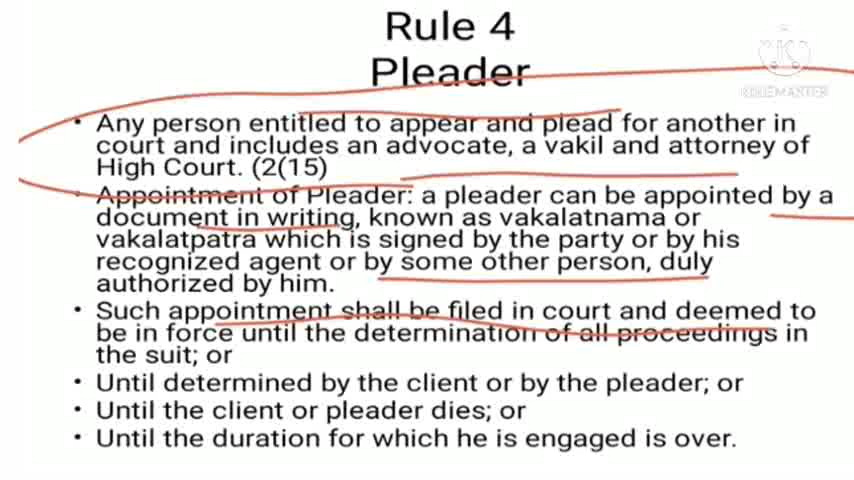 Rule 4
Pleader
KINEMASTER
• Any person entitled to appear and plead for another in
court and includes an advocate, a vakil and attorney of
High Court. (2(15)
• Appointment of Pleader: a pleader can be appointed by a
document in writing, known as vakalatnama or
vakalatpatra which is signed by the party or by his
recognized agent or by some other person, duly
authorized by him.
• Such appointment shall be filed in court and deemed to
be in force until the determination of all proceedings in
the suit; or
• Until determined by the client or by the pleader; or
• Until the client or pleader dies; or
• Until the duration for which he is engaged is over.